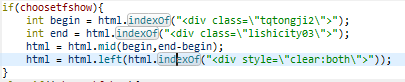 if(choosetfshow){
int begin = html.indexOf("<div class=\"tqtongji2\">");
int end = html.indexOf("<div class=\"lishicity03\">");
html = html.mid(begin,end-begin);
html = html.left(html.indexOf("<div style=\"clear:both\">"));